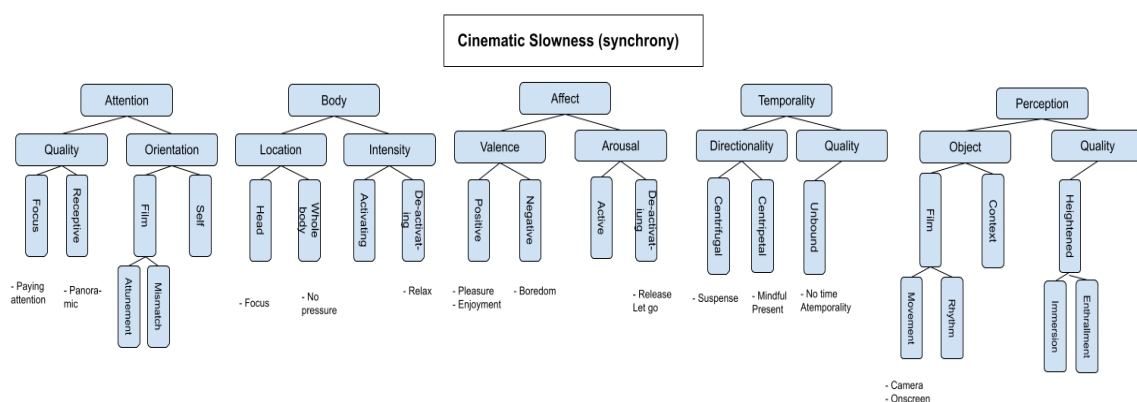 Cinematic Slowness (synchrony)
Attention
Body
Affect
Temporality
Perception
Quality
Orientation
Location
Intensity
Valence
Arousal
Directionality
Quality
Object
Quality
Focus
Receptive
Film
Self
Head
Whole
body
Activating
De-activat-
ing
Positive
Negative
Active
De-activat-
iung
Centrifugal
Centripetal
Unbound
Film
Context
Heightened
Attunement
Mismatch
Movement
Rhythm
Immersion
Enthrallment
- Paying
attention
- Panora-
mic
- Focus
- No
pressure
- Relax
- Pleasure
- Enjoyment
- Boredom
- Release
Let go
- Suspense
- Mindful
Present
- No time
Atemporality
- Camera
- Onscreen